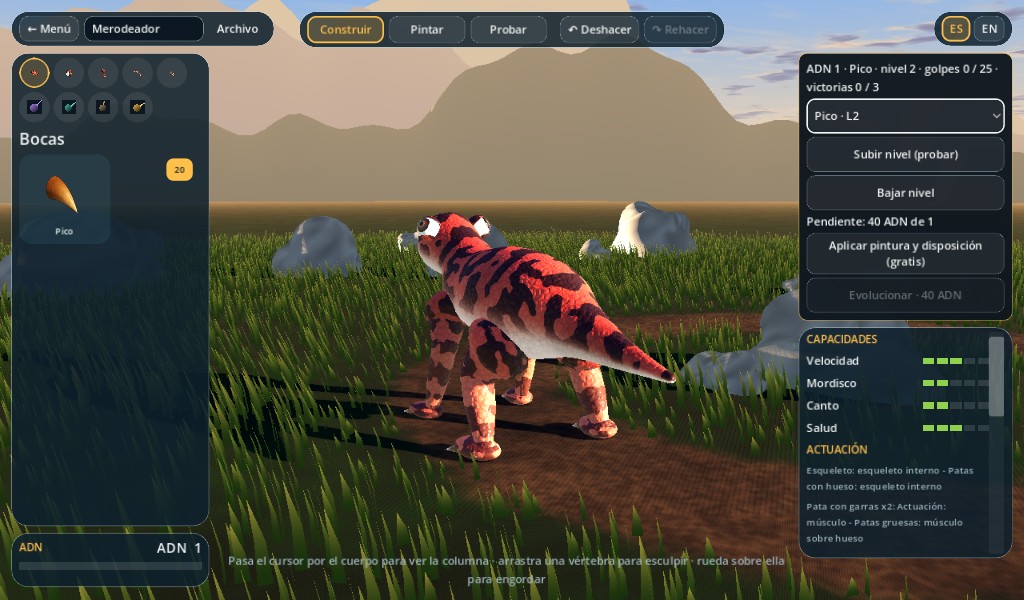 ← Menú
Merodeador
Archivo
Construir
Pintar
Probar
↶ Deshacer
↷ Rehacer
ES
EN
Bocas
20
Pico
ADN
ADN 1
Pasa el cursor por el cuerpo para ver la columna · arrastra una vértebra para esculpir · rueda sobre ella
para engordar
ADN 1 · Pico · nivel 2 · golpes 0 / 25 ·
victorias 0 / 3
Pico · L2
Subir nivel (probar)
Bajar nivel
Pendiente: 40 ADN de 1
Aplicar pintura y disposición
(gratis)
Evolucionar · 40 ADN
CAPACIDADES
Velocidad
Mordisco
Canto
Salud
ACTUACIÓN
Esqueleto: esqueleto interno - Patas
con hueso: esqueleto interno
Pata con garras x2: Actuación:
músculo - Patas gruesas: músculo
sobre hueso